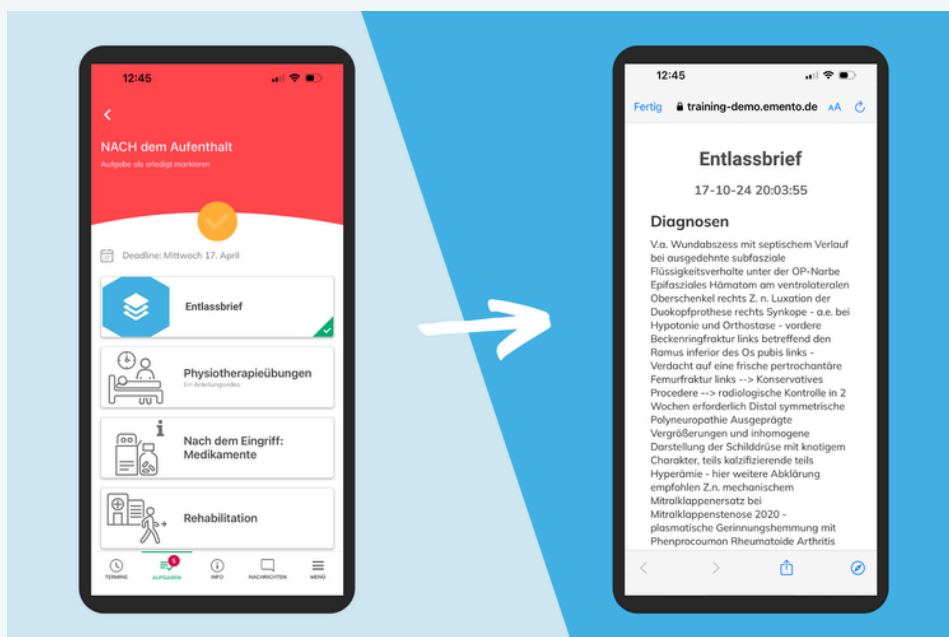 12:45
NACH dem Aufenthalt
Aufgabe als erledigt markieren
Deadline: Mittwoch 17. April
Entlassbrief
Physiotherapieübungen
Ein Anleitungsvideo
Nach dem Eingriff:
Medikamente
Rehabilitation
5
TERMINE
AUFGABEN
INFO
NACHRICHTEN
MENÜ
12:45
Fertig
training-demo.emento.de
AA
Entlassbrief
17-10-24 20:03:55
Diagnosen
V.a. Wundabszess mit septischem Verlauf
bei ausgedehnte subfasziale
Flüssigkeitsverhalte unter der OP-Narbe
Epifasziales Hämatom am ventrolateralen
Oberschenkel rechts Z. n. Luxation der
Duokopfprothese rechts Synkope - a.e. bei
Hypotonie und Orthostase - vordere
Beckenringfraktur links betreffend den
Ramus inferior des Os pubis links -
Verdacht auf eine frische pertrochantäre
Femurfraktur links --> Konservatives
Procedere --> radiologische Kontrolle in 2
Wochen erforderlich Distal symmetrische
Polyneuropathie Ausgeprägte
Vergrößerungen und inhomogene
Darstellung der Schilddrüse mit knotigem
Charakter, teils kalzifizierende teils
Hyperämie - hier weitere Abklärung
empfohlen Z.n. mechanischem
Mitralklappenersatz bei
Mitralklappenstenose 2020 -
plasmatische Gerinnungshemmung mit
Phenprocoumon Rheumatoide Arthritis